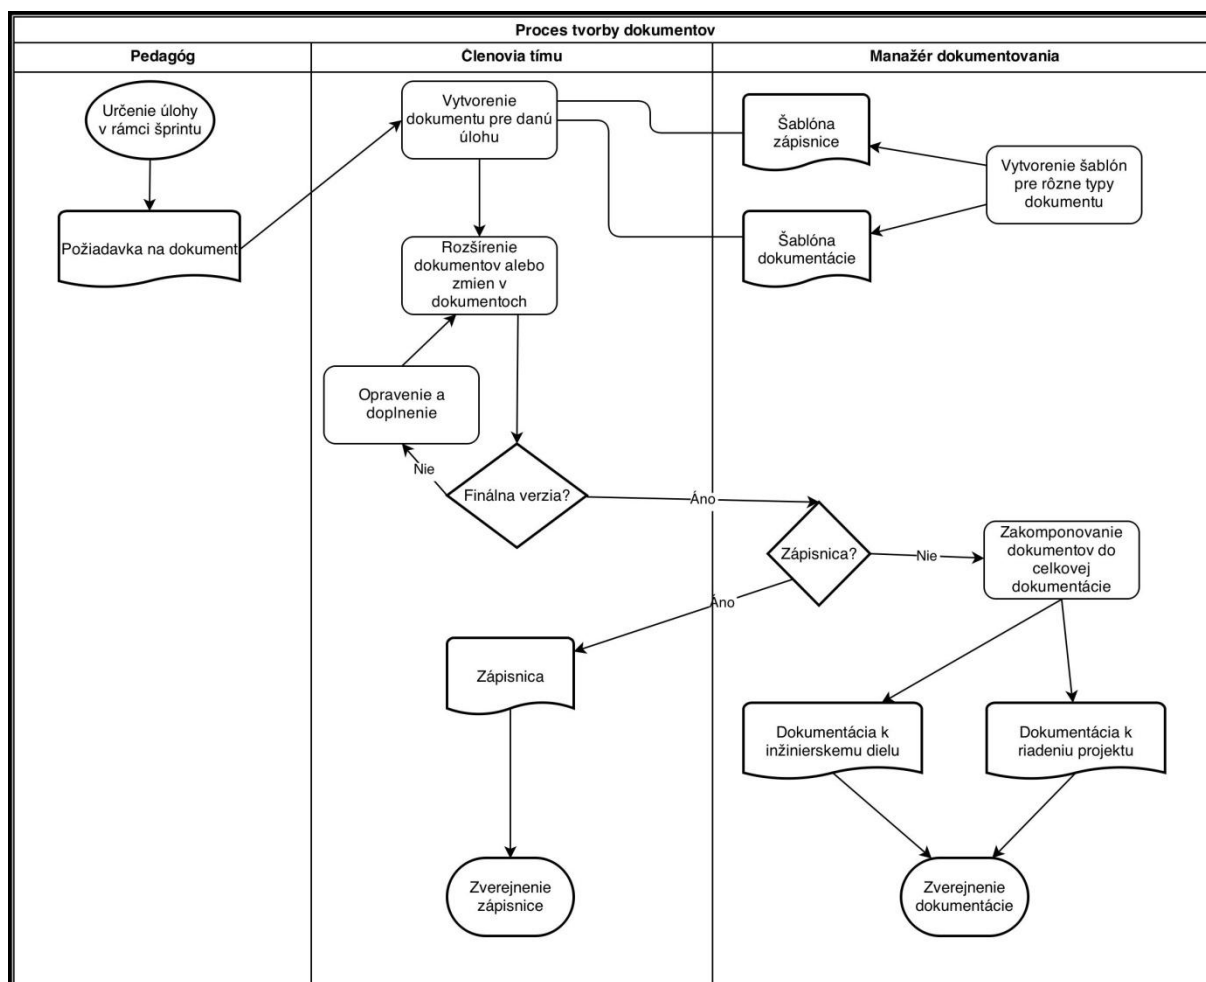 Proces tvorby dokumentov
Pedagóg
Členovia tímu
Manažér dokumentovania
Určenie úlohy
v rámci šprintu
Požiadavka na dokument
Vytvorenie
dokumentu pre danú
úlohu
Šablóna
zápisnice
Vytvorenie šablón
pre rôzne typy
dokumentu
Šablóna
dokumentácie
Rozšírenie
dokumentov alebo
zmien v
dokumentoch
Opravenie a
doplnenie
Nie
Finálna verzia?
Áno
Zápisnica?
Nie
Zakomponovanie
dokumentov do
celkovej
dokumentácie
Áno
Zápisnica
Dokumentácia k
inžinierskemu dielu
Dokumentácia k
riadeniu projektu
Zverejnenie
zápisnice
Zverejnenie
dokumentácie